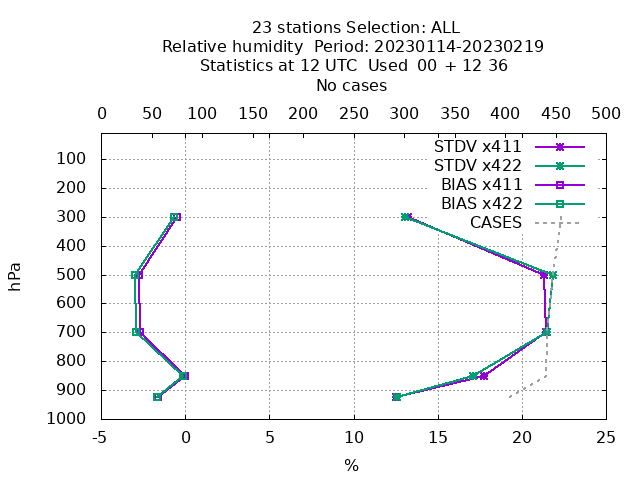 23 stations Selection: ALL
Relative humidity  Period: 20230114-20230219
Statistics at 12 UTC  Used  00 + 12 36
No cases
0 50 100 150 200 250 300 350 400 450 500
STDV x411
STDV x422
BIAS x411
BIAS x422
CASES
100
200
300
400
500
600
700
800
900
1000
hPa
-5 0 5 10 15 20 25
%